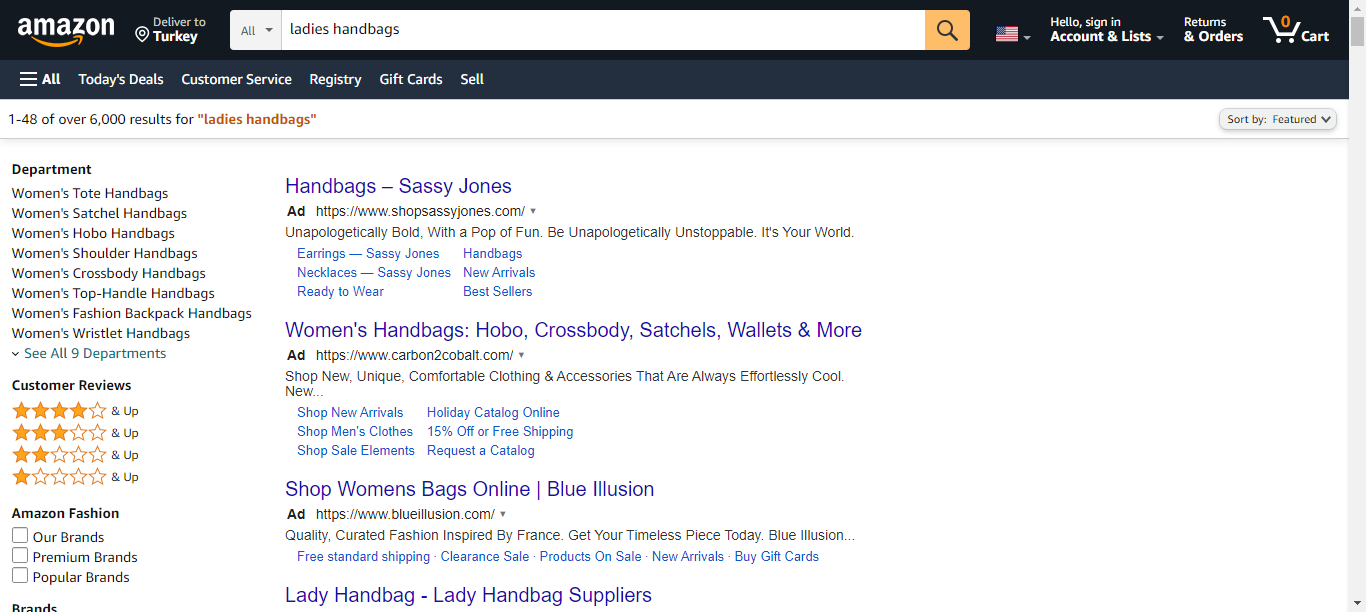 amazon
Deliver to
Turkey
All
ladies handbags
Hello, sign in
Account & Lists
Returns
& Orders
0
Cart
All
Today's Deals
Customer Service
Registry
Gift Cards
Sell
1-48 of over 6,000 results for "ladies handbags"
Sort by: Featured
Department
Women's Tote Handbags
Women's Satchel Handbags
Women's Hobo Handbags
Women's Shoulder Handbags
Women's Crossbody Handbags
Women's Top-Handle Handbags
Women's Fashion Backpack Handbags
Women's Wristlet Handbags
See All 9 Departments
Customer Reviews
& Up
& Up
& Up
& Up
Amazon Fashion
Our Brands
Premium Brands
Popular Brands
Brands
Handbags – Sassy Jones
Ad https://www.shopsassyjones.com/
Unapologetically Bold, With a Pop of Fun. Be Unapologetically Unstoppable. It's Your World.
Earrings — Sassy Jones Handbags
Necklaces — Sassy Jones New Arrivals
Ready to Wear Best Sellers
Women's Handbags: Hobo, Crossbody, Satchels, Wallets & More
Ad https://www.carbon2cobalt.com/
Shop New, Unique, Comfortable Clothing & Accessories That Are Always Effortlessly Cool.
New...
Shop New Arrivals Holiday Catalog Online
Shop Men's Clothes 15% Off or Free Shipping
Shop Sale Elements Request a Catalog
Shop Womens Bags Online | Blue Illusion
Ad https://www.blueillusion.com/
Quality, Curated Fashion Inspired By France. Get Your Timeless Piece Today. Blue Illusion...
Free standard shipping · Clearance Sale · Products On Sale · New Arrivals · Buy Gift Cards
Lady Handbag - Lady Handbag Suppliers